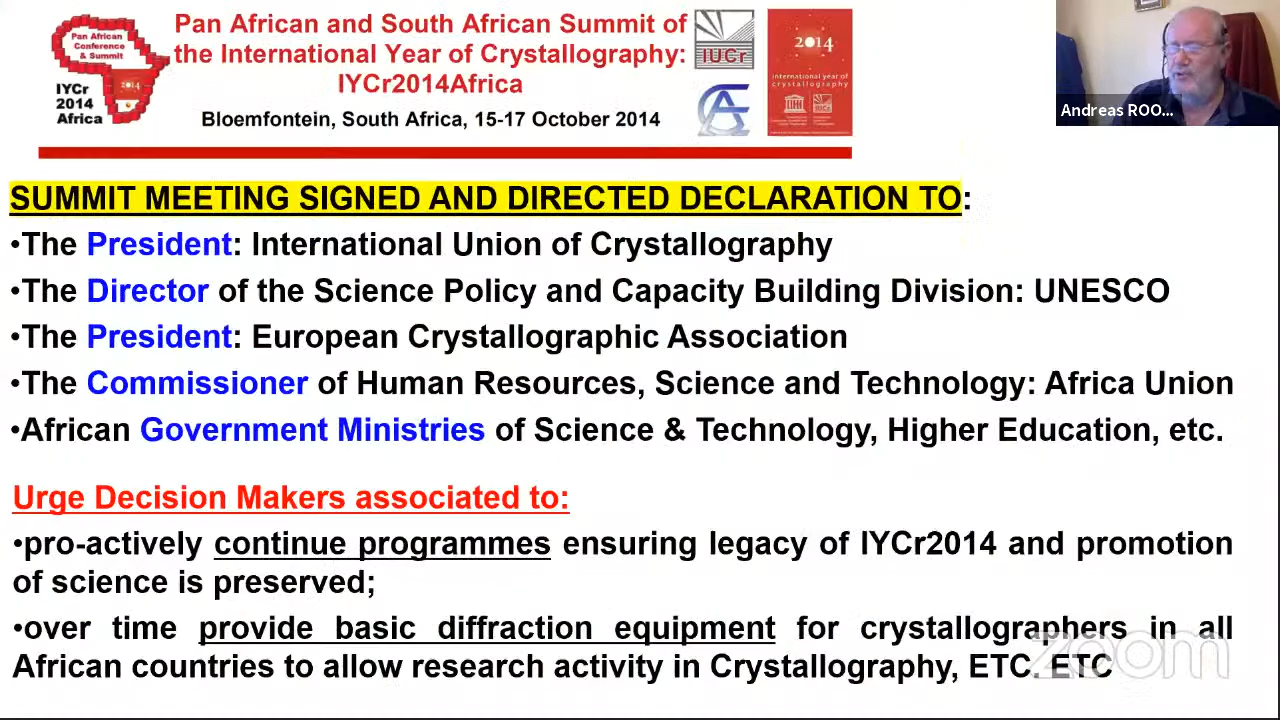 Pan African
Conference
& Summit
IYCr
2014
Africa
2014
Pan African and South African Summit of
the International Year of Crystallography:
IYCr2014Africa
Bloemfontein, South Africa, 15-17 October 2014
IUCr
2014
international year of
crystallography
Andreas ROO...
SUMMIT MEETING SIGNED AND DIRECTED DECLARATION TO:
•The President: International Union of Crystallography
•The Director of the Science Policy and Capacity Building Division: UNESCO
•The President: European Crystallographic Association
•The Commissioner of Human Resources, Science and Technology: Africa Union
•African Government Ministries of Science & Technology, Higher Education, etc.
Urge Decision Makers associated to:
•pro-actively continue programmes ensuring legacy of IYCr2014 and promotion
of science is preserved;
•over time provide basic diffraction equipment for crystallographers in all
African countries to allow research activity in Crystallography, ETC. ETC
zoom